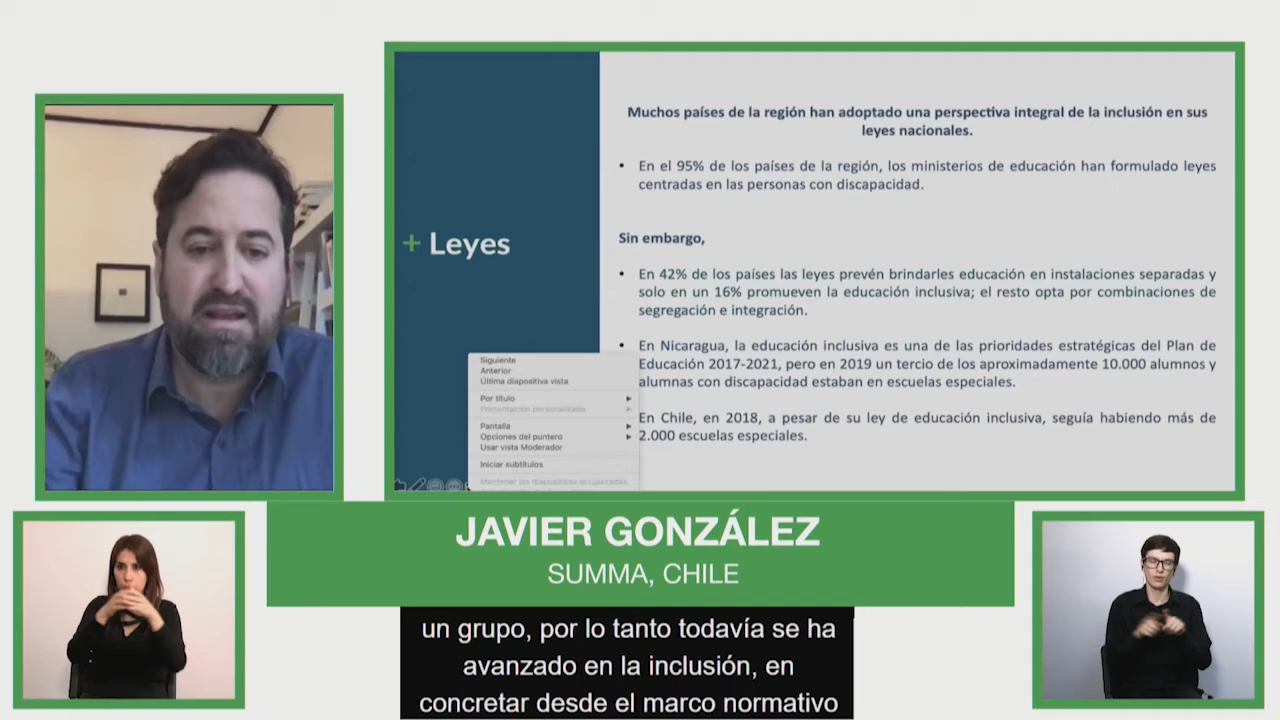 Muchos países de la región han adoptado una perspectiva integral de la inclusión en sus
leyes nacionales.
• En el 95% de los países de la región, los ministerios de educación han formulado leyes
centradas en las personas con discapacidad.
+ Leyes
Sin embargo,
• En 42% de los países las leyes prevén brindarles educación en instalaciones separadas y
solo en un 16% promueven la educación inclusiva; el resto opta por combinaciones de
segregación e integración.
• En Nicaragua, la educación inclusiva es una de las prioridades estratégicas del Plan de
Educación 2017-2021, pero en 2019 un tercio de los aproximadamente 10.000 alumnos y
alumnas con discapacidad estaban en escuelas especiales.
En Chile, en 2018, a pesar de su ley de educación inclusiva, seguía habiendo más de
2.000 escuelas especiales.
Siguiente
Anterior
Última diapositiva vista
Por título
Presentación personalizada
Pantalla
Opciones del puntero
Usar vista Moderador
Iniciar subtítulos
Mantener las diapositivas actualizadas
JAVIER GONZÁLEZ
SUMMA, CHILE
un grupo, por lo tanto todavía se ha
avanzado en la inclusión, en
concretar desde el marco normativo